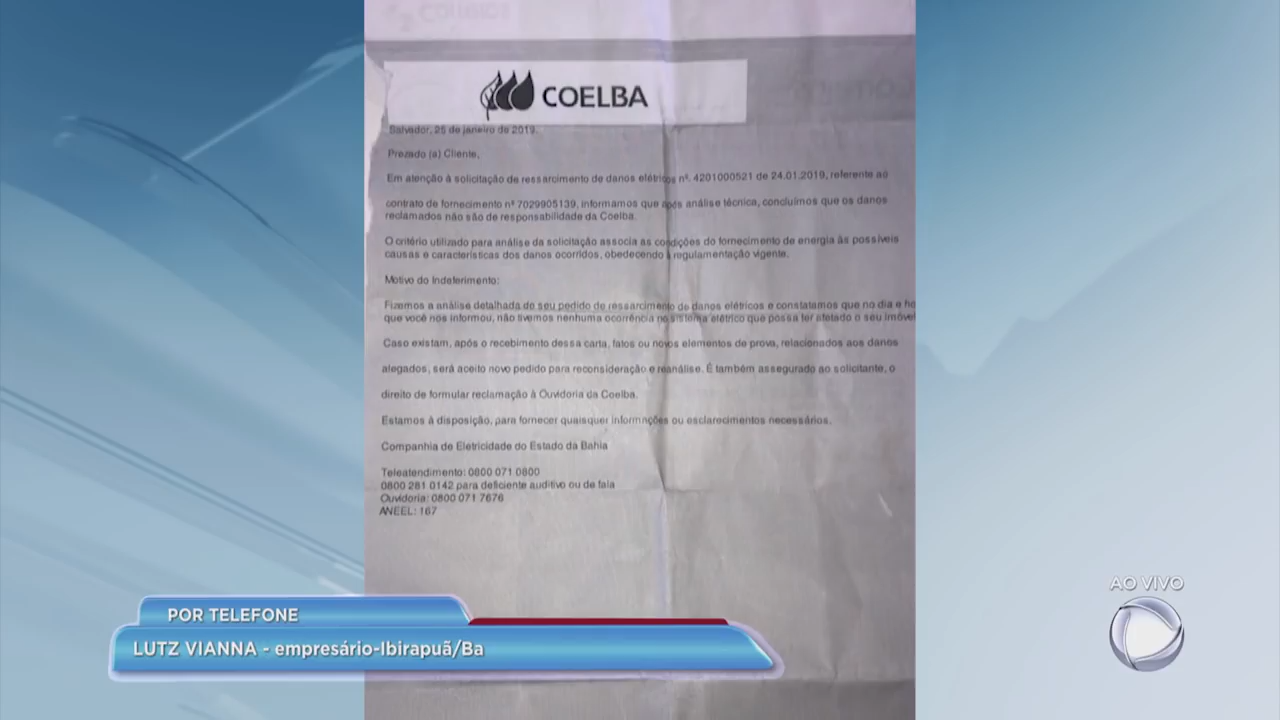 COELBA
Salvador, 25 de janeiro de 2019.
Prezado (a) Cliente,
Em atenção à solicitação de ressarcimento de danos elétricos nº. 4201000521 de 24.01.2019, referente ao
contrato de fornecimento nº 7029905139, informamos que após análise técnica, concluímos que os danos
reclamados não são de responsabilidade da Coelba.
O critério utilizado para análise da solicitação associa as condições do fornecimento de energia às possíveis
causas e características dos danos ocorridos, obedecendo à regulamentação vigente.
Motivo do Indeferimento:
Fizemos a análise detalhada do seu pedido de ressarcimento de danos elétricos e constatamos que no dia e ho
que você nos informou, não tivemos nenhuma ocorrência no sistema elétrico que possa ter afetado o seu imóvel
Caso existam, após o recebimento dessa carta, fatos ou novos elementos de prova, relacionados aos danos
alegados, será aceito novo pedido para reconsideração e reanálise. É também assegurado ao solicitante, o
direito de formular reclamação à Ouvidoria da Coelba.
Estamos à disposição, para fornecer quaisquer informações ou esclarecimentos necessários.
Companhia de Eletricidade do Estado da Bahia
Teleatendimento: 0800 071 0800
0800 281 0142 para deficiente auditivo ou de fala
Ouvidoria: 0800 071 7676
ANEEL: 167
POR TELEFONE
LUTZ VIANNA - empresário-Ibirapuã/Ba
AO VIVO